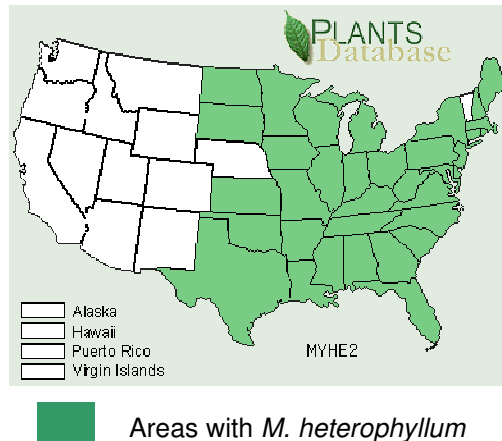 PLANTS
Database
Alaska
Hawaii
Puerto Rico
Virgin Islands
MYHE2
Areas with M. heterophyllum